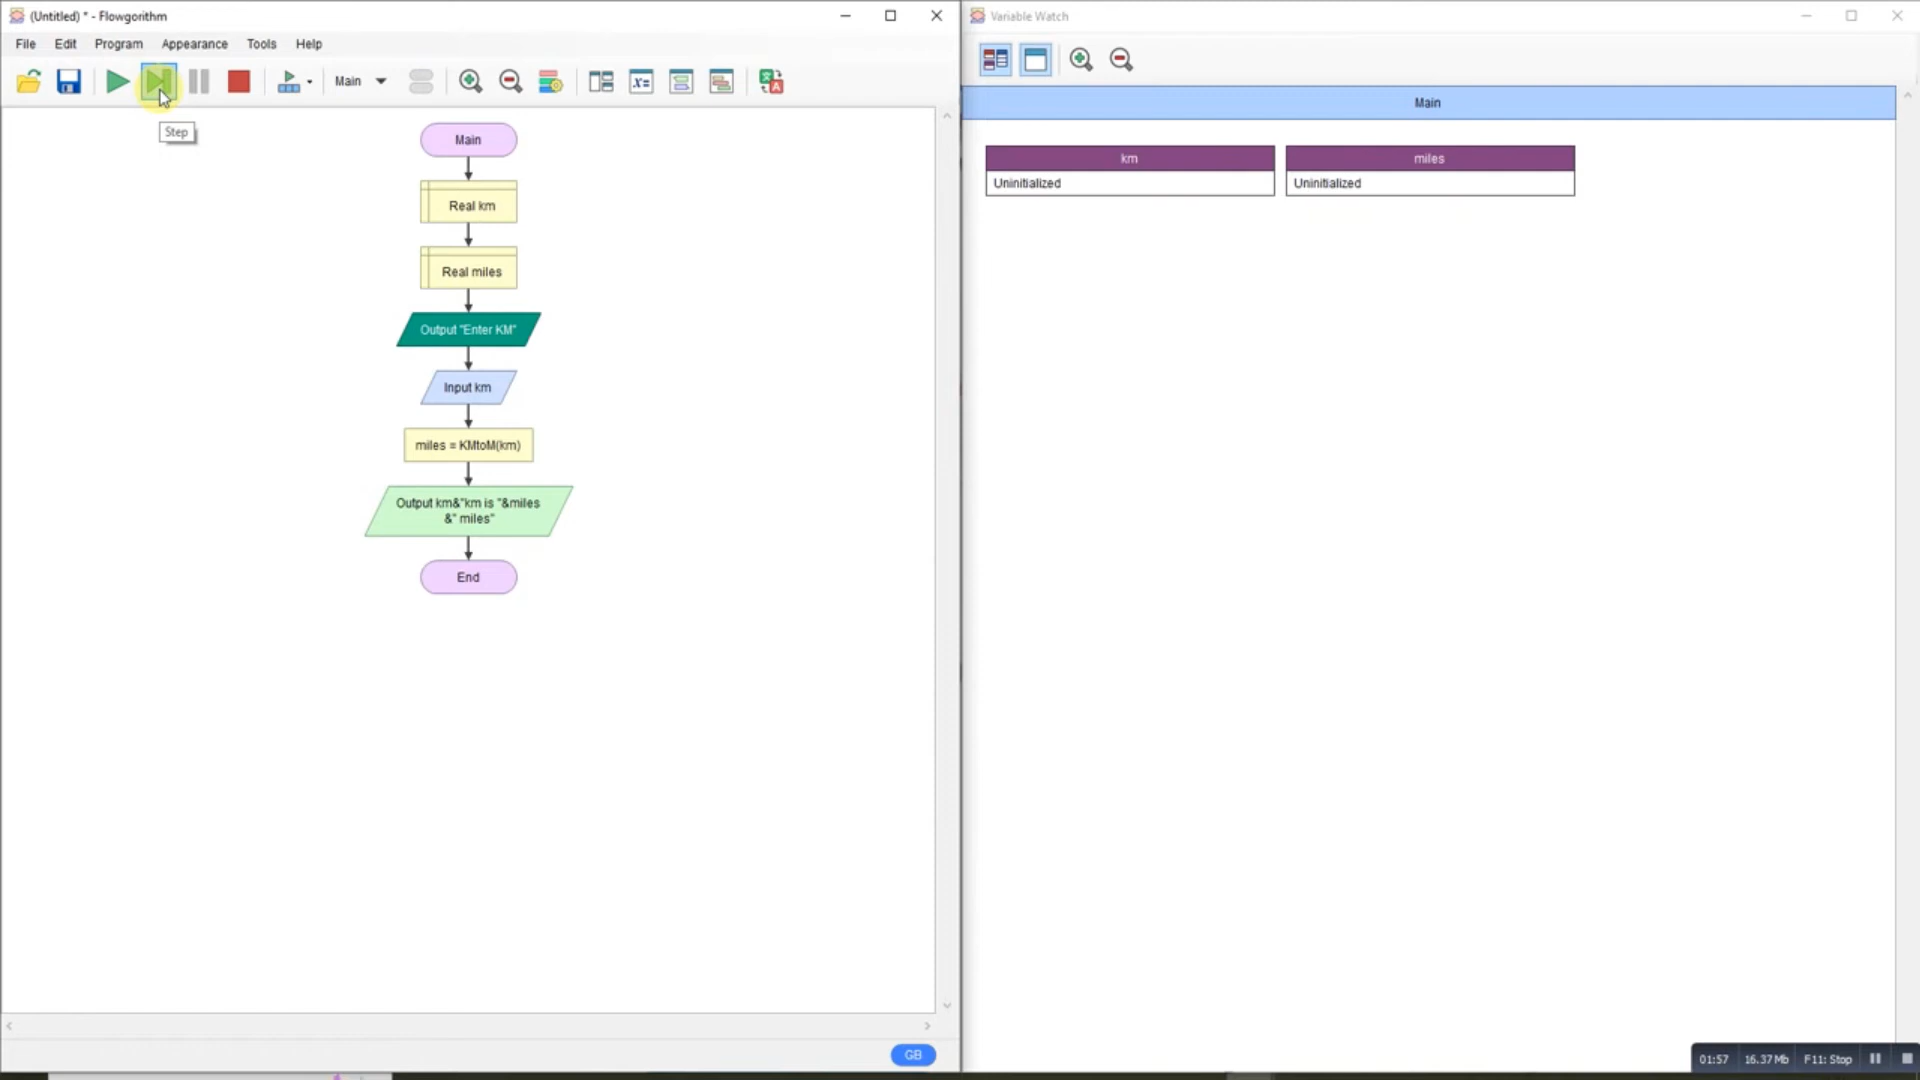 (Untitled) * - Flowgorithm
File Edit Program Appearance Tools Help
Main
Step
Main
Real km
Real miles
Output "Enter KM"
Input km
miles = KMtoM(km)
Output km&"km is "&miles
&" miles"
End
GB
Variable Watch
Main
km miles
Uninitialized Uninitialized
01:57 16.37Mb F11: Stop